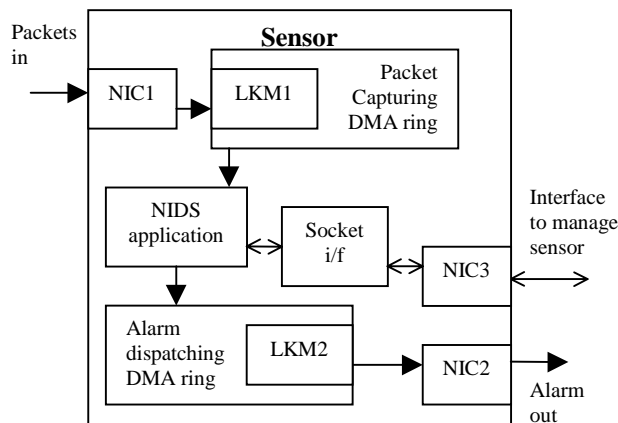 Packets
in
Sensor
NIC1
LKM1
Packet
Capturing
DMA ring
NIDS
application
Socket
i/f
NIC3
Interface
to manage
sensor
Alarm
dispatching
DMA ring
LKM2
NIC2
Alarm
out